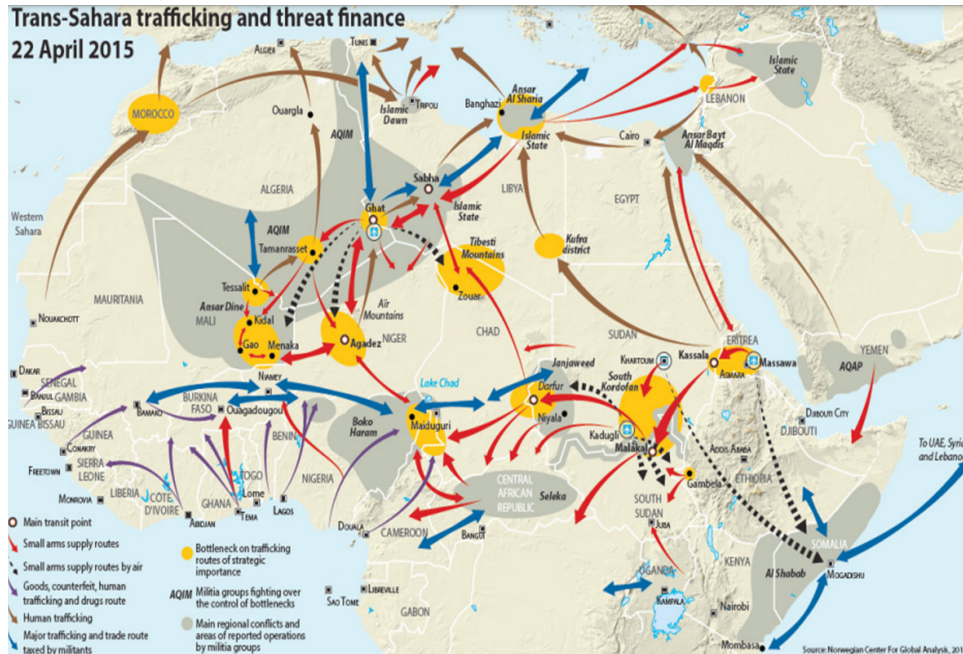 Trans-Sahara trafficking and threat finance
22 April 2015
ALGIER
TUNIS
Islamic
State
MOROCCO
Ouargla
Islamic
Dawn
TRIPOLI
Banghazi
Ansar
Al Sharia
Islamic
State
LEBANON
AQIM
Cairo
Ansar Bayt
Al Maqdis
Sabha
ALGERIA
LIBYA
EGYPT
Western
Sahara
Ghat
Islamic
State
AQIM
Tamanrasset
Kufra
district
Tibesti
Mountains
Tessalit
Zouar
MAURITANIA
Ansar Dine
Air
Mountains
MALI
Kidal
NOUAKCHOTT
Gao
Menaka
Agadez
NIGER
CHAD
SUDAN
ERITREA
YEMEN
Kassala
Massawa
KHARTOUM
ASMARA
AQAP
DAKAR
SENEGAL
BANJUL
GAMBIA
NIAMEY
Lake Chad
Janjaweed
South
Kordofan
Darfur
BISSAU
GUINEA BISSAU
BAMAKO
BURKINA
FASO
OUAGADOUGOU
Maiduguri
Niyala
DJIBOUTI CITY
DJIBOUTI
GUINEA
BENIN
Boko
Haram
Kadugli
Malakal
ADDIS ABABA
To UAE, Syria
and Lebanon
CONAKRY
FREETOWN
SIERRA
LEONE
NIGERIA
Gambela
ETHIOPIA
TOGO
CENTRAL
AFRICAN
REPUBLIC
Seleka
MONROVIA
LIBERIA
CÔTE
D'IVOIRE
GHANA
LOME
LAGOS
ABIDJAN
TEMA
SOUTH
SUDAN
DOUALA
CAMEROON
BANGUI
JUBA
SOMALIA
Main transit point
Small arms supply routes
Small arms supply routes by air
Goods, counterfeit, human
trafficking and drugs route
Human trafficking
Major trafficking and trade route
taxed by militants
Bottleneck on trafficking
routes of strategic
importance
AQIM Militia groups fighting over
the control of bottlenecks
Main regional conflicts and
areas of reported operations
by militia groups
KENYA
Al Shabab
MOGADISHU
UGANDA
SAO TOME
LIBREVILLE
KAMPALA
Nairobi
GABON
Mombasa
Source: Norwegian Center For Global Analysis, 201